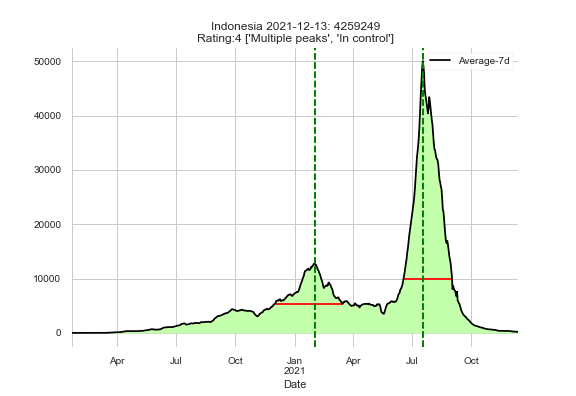 Indonesia 2021-12-13: 4259249
Rating:4 ['Multiple peaks', 'In control']
Average-7d
50000
40000
30000
20000
10000
0
Apr Jul Oct Jan Apr Jul Oct
2021
Date